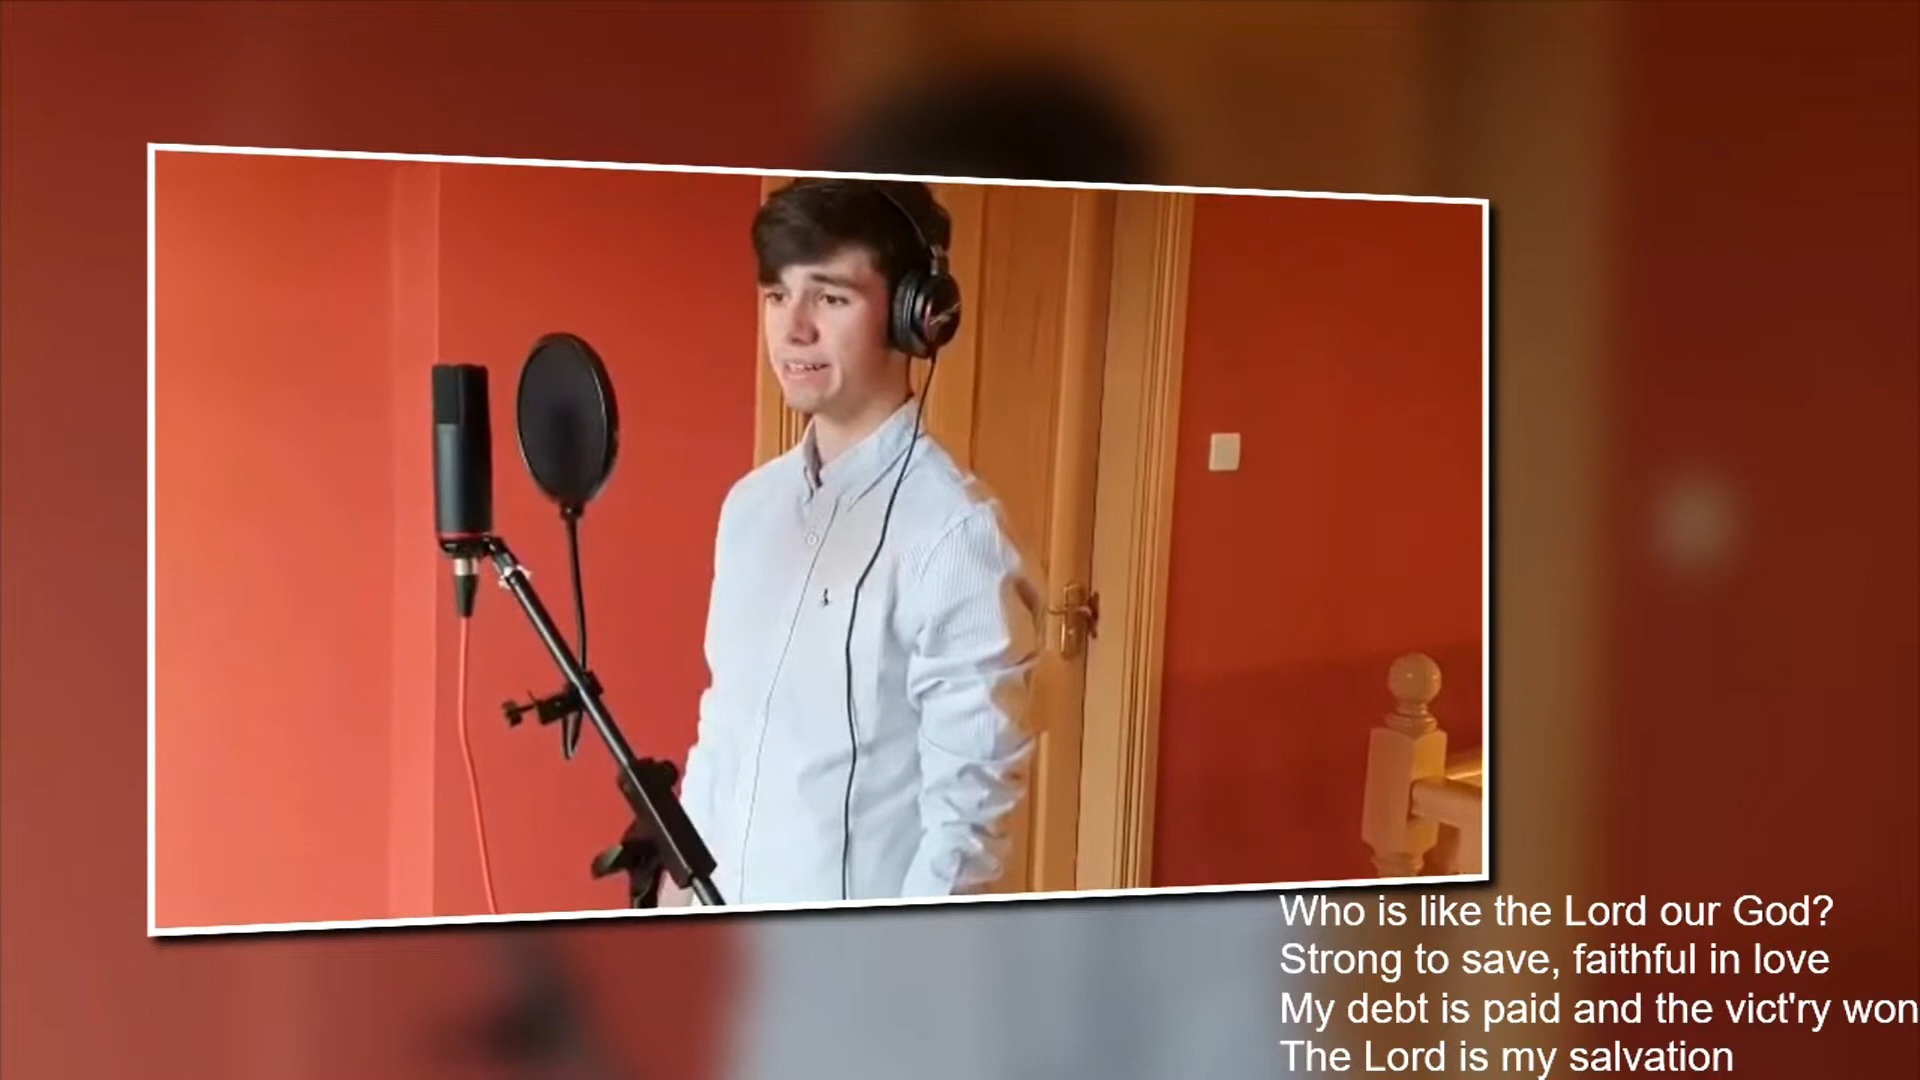 Who is like the Lord our God?
Strong to save, faithful in love
My debt is paid and the vict'ry won
The Lord is my salvation